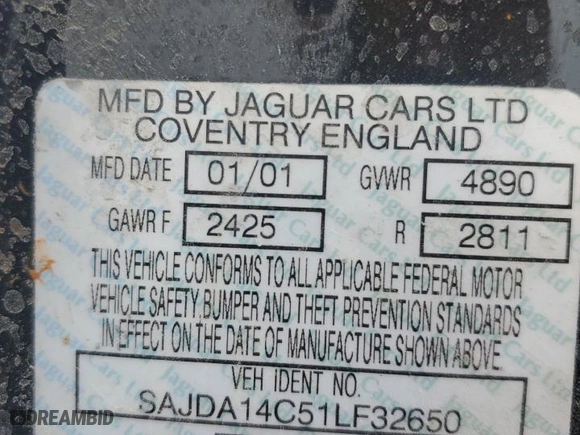 MFD BY JAGUAR CARS LTD
COVENTRY ENGLAND
MFD DATE 01/01 GVWR 4890
GAWR F 2425 R 2811
THIS VEHICLE CONFORMS TO ALL APPLICABLE FEDERAL MOTOR
VEHICLE SAFETY, BUMPER AND THEFT PREVENTION STANDARDS
IN EFFECT ON THE DATE OF MANUFACTURE SHOWN ABOVE.
VEH IDENT NO.
SAJDA14C51LF32650
DREAMBID